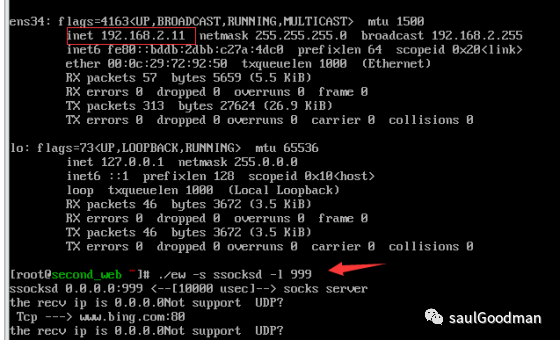 ens34: flags=4163<UP,BROADCAST,RUNNING,MULTICAST>  mtu 1500
        inet 192.168.2.11  netmask 255.255.255.0  broadcast 192.168.2.255
        inet6 fe80::bddb:2dbb:c27a:4dc0  prefixlen 64  scopeid 0x20<link>
        ether 00:0c:29:72:92:50  txqueuelen 1000  (Ethernet)
        RX packets 57  bytes 5659 (5.5 KiB)
        RX errors 0  dropped 0  overruns 0  frame 0
        TX packets 313  bytes 27624 (26.9 KiB)
        TX errors 0  dropped 0 overruns 0  carrier 0  collisions 0
lo: flags=73<UP,LOOPBACK,RUNNING>  mtu 65536
        inet 127.0.0.1  netmask 255.0.0.0
        inet6 ::1  prefixlen 128  scopeid 0x10<host>
        loop  txqueuelen 1000  (Local Loopback)
        RX packets 46  bytes 3672 (3.5 KiB)
        RX errors 0  dropped 0  overruns 0  frame 0
        TX packets 46  bytes 3672 (3.5 KiB)
        TX errors 0  dropped 0 overruns 0  carrier 0  collisions 0
[root@second_web ~]# ./ew -s ssocksd -l 999
ssocksd 0.0.0.0:999 <--[10000 usec]--> socks server
the recv ip is 0.0.0.0Not support  UDP?
 Tcp ---> www.bing.com:80
the recv ip is 0.0.0.0Not support  UDP?
saulGoodman